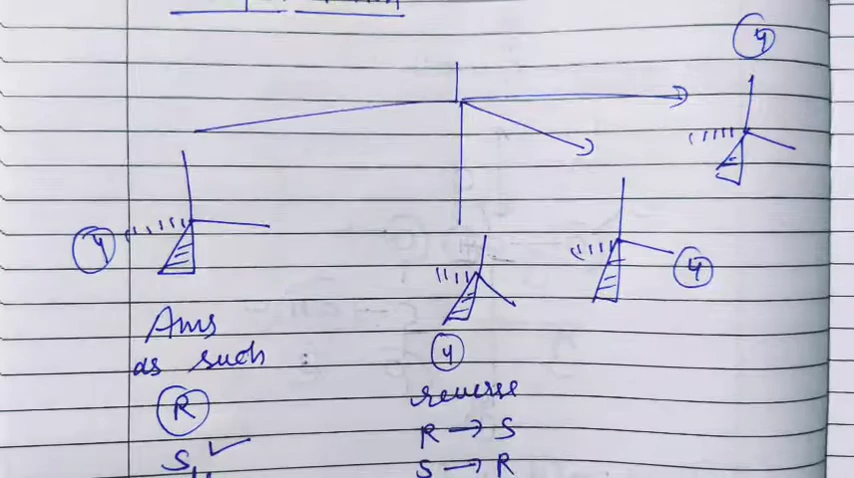 4
4
4
4
Ans
as such :
reverse
R
R → S
S ✓
S → R